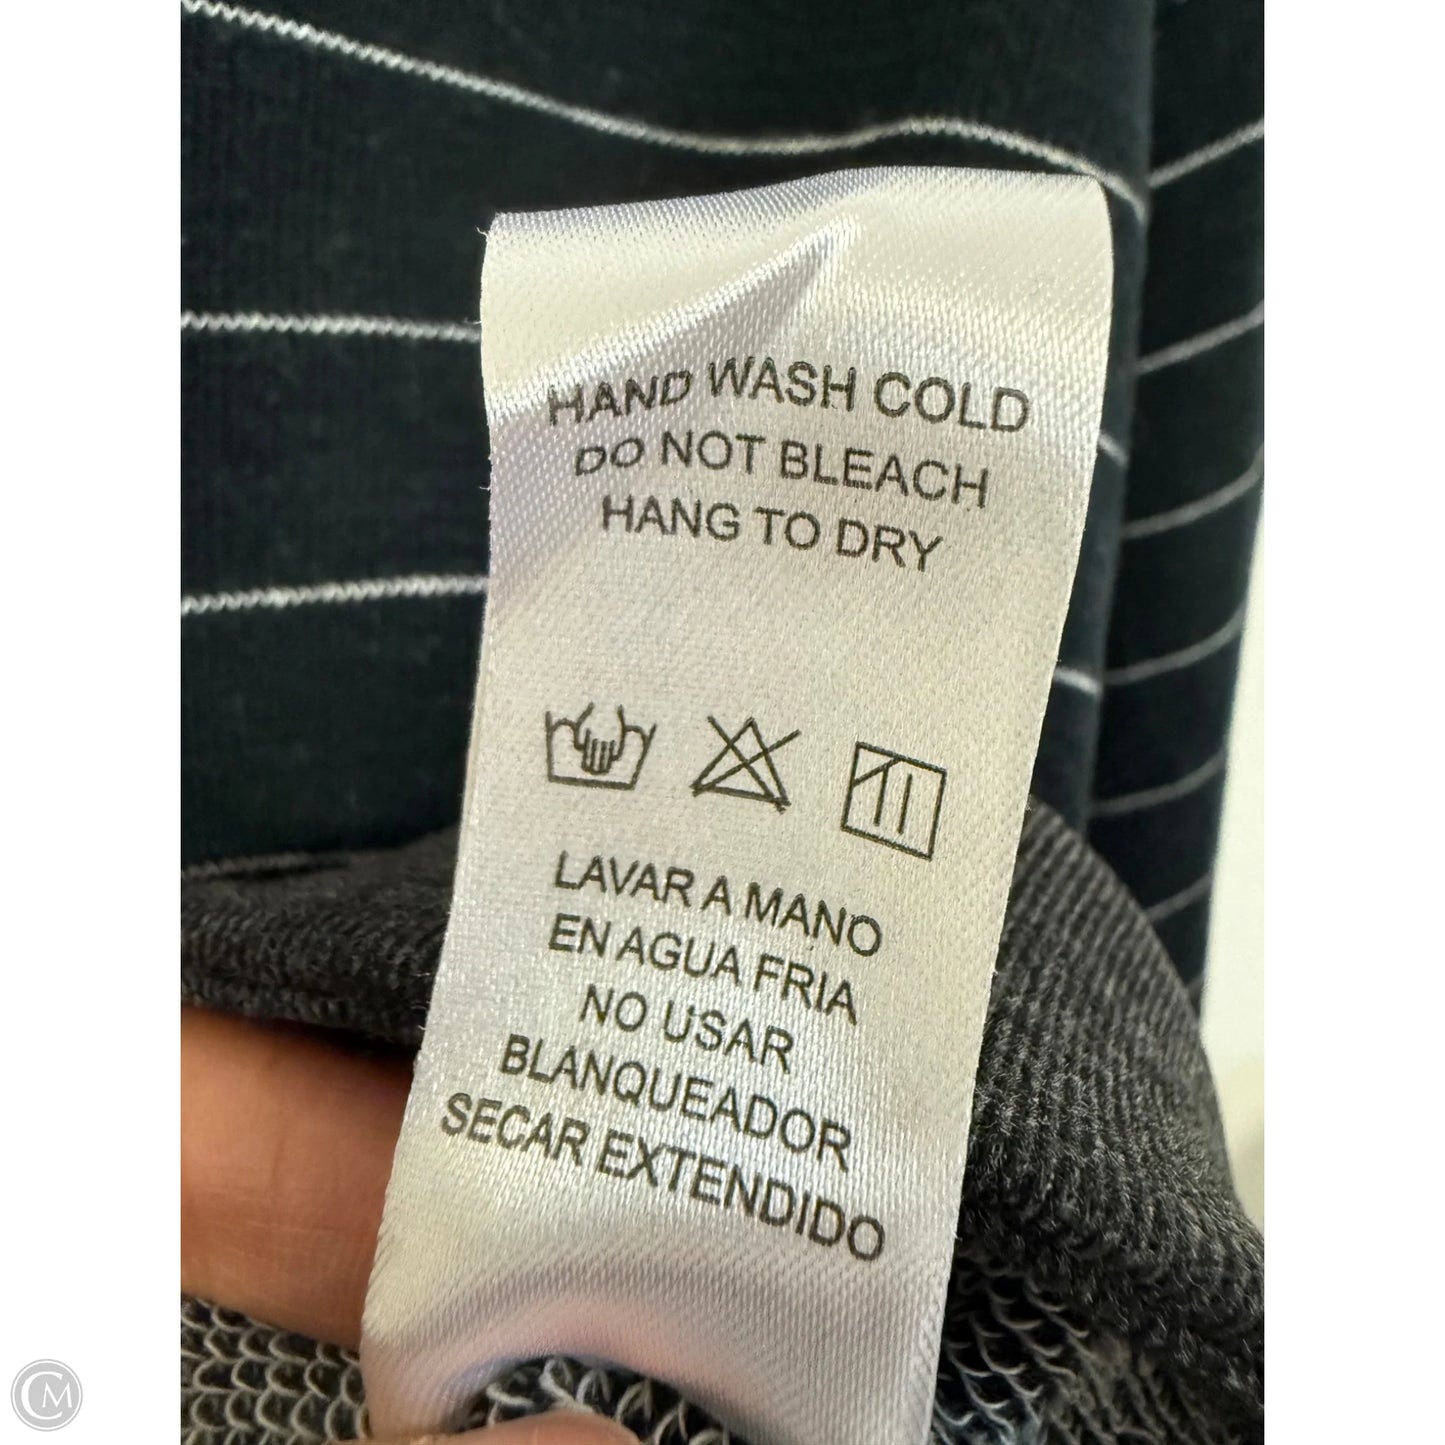 HAND WASH COLD
DO NOT BLEACH
HANG TO DRY
LAVAR A MANO
EN AGUA FRIA
NO USAR
BLANQUEADOR
SECAR EXTENDIDO
CM